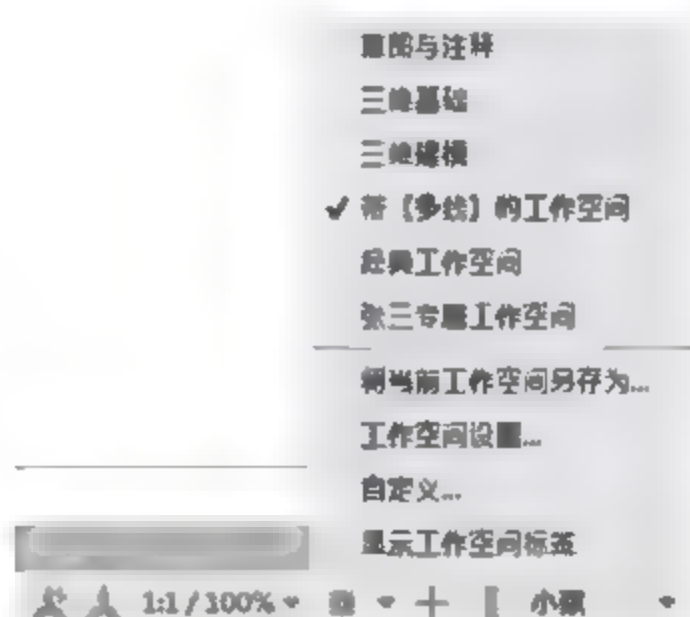 草图与注释
三维基础
三维建模
带【多线】的工作空间
经典工作空间
张三专属工作空间
将当前工作空间另存为...
工作空间设置...
自定义...
显示工作空间标签
1:1 / 100% 小数